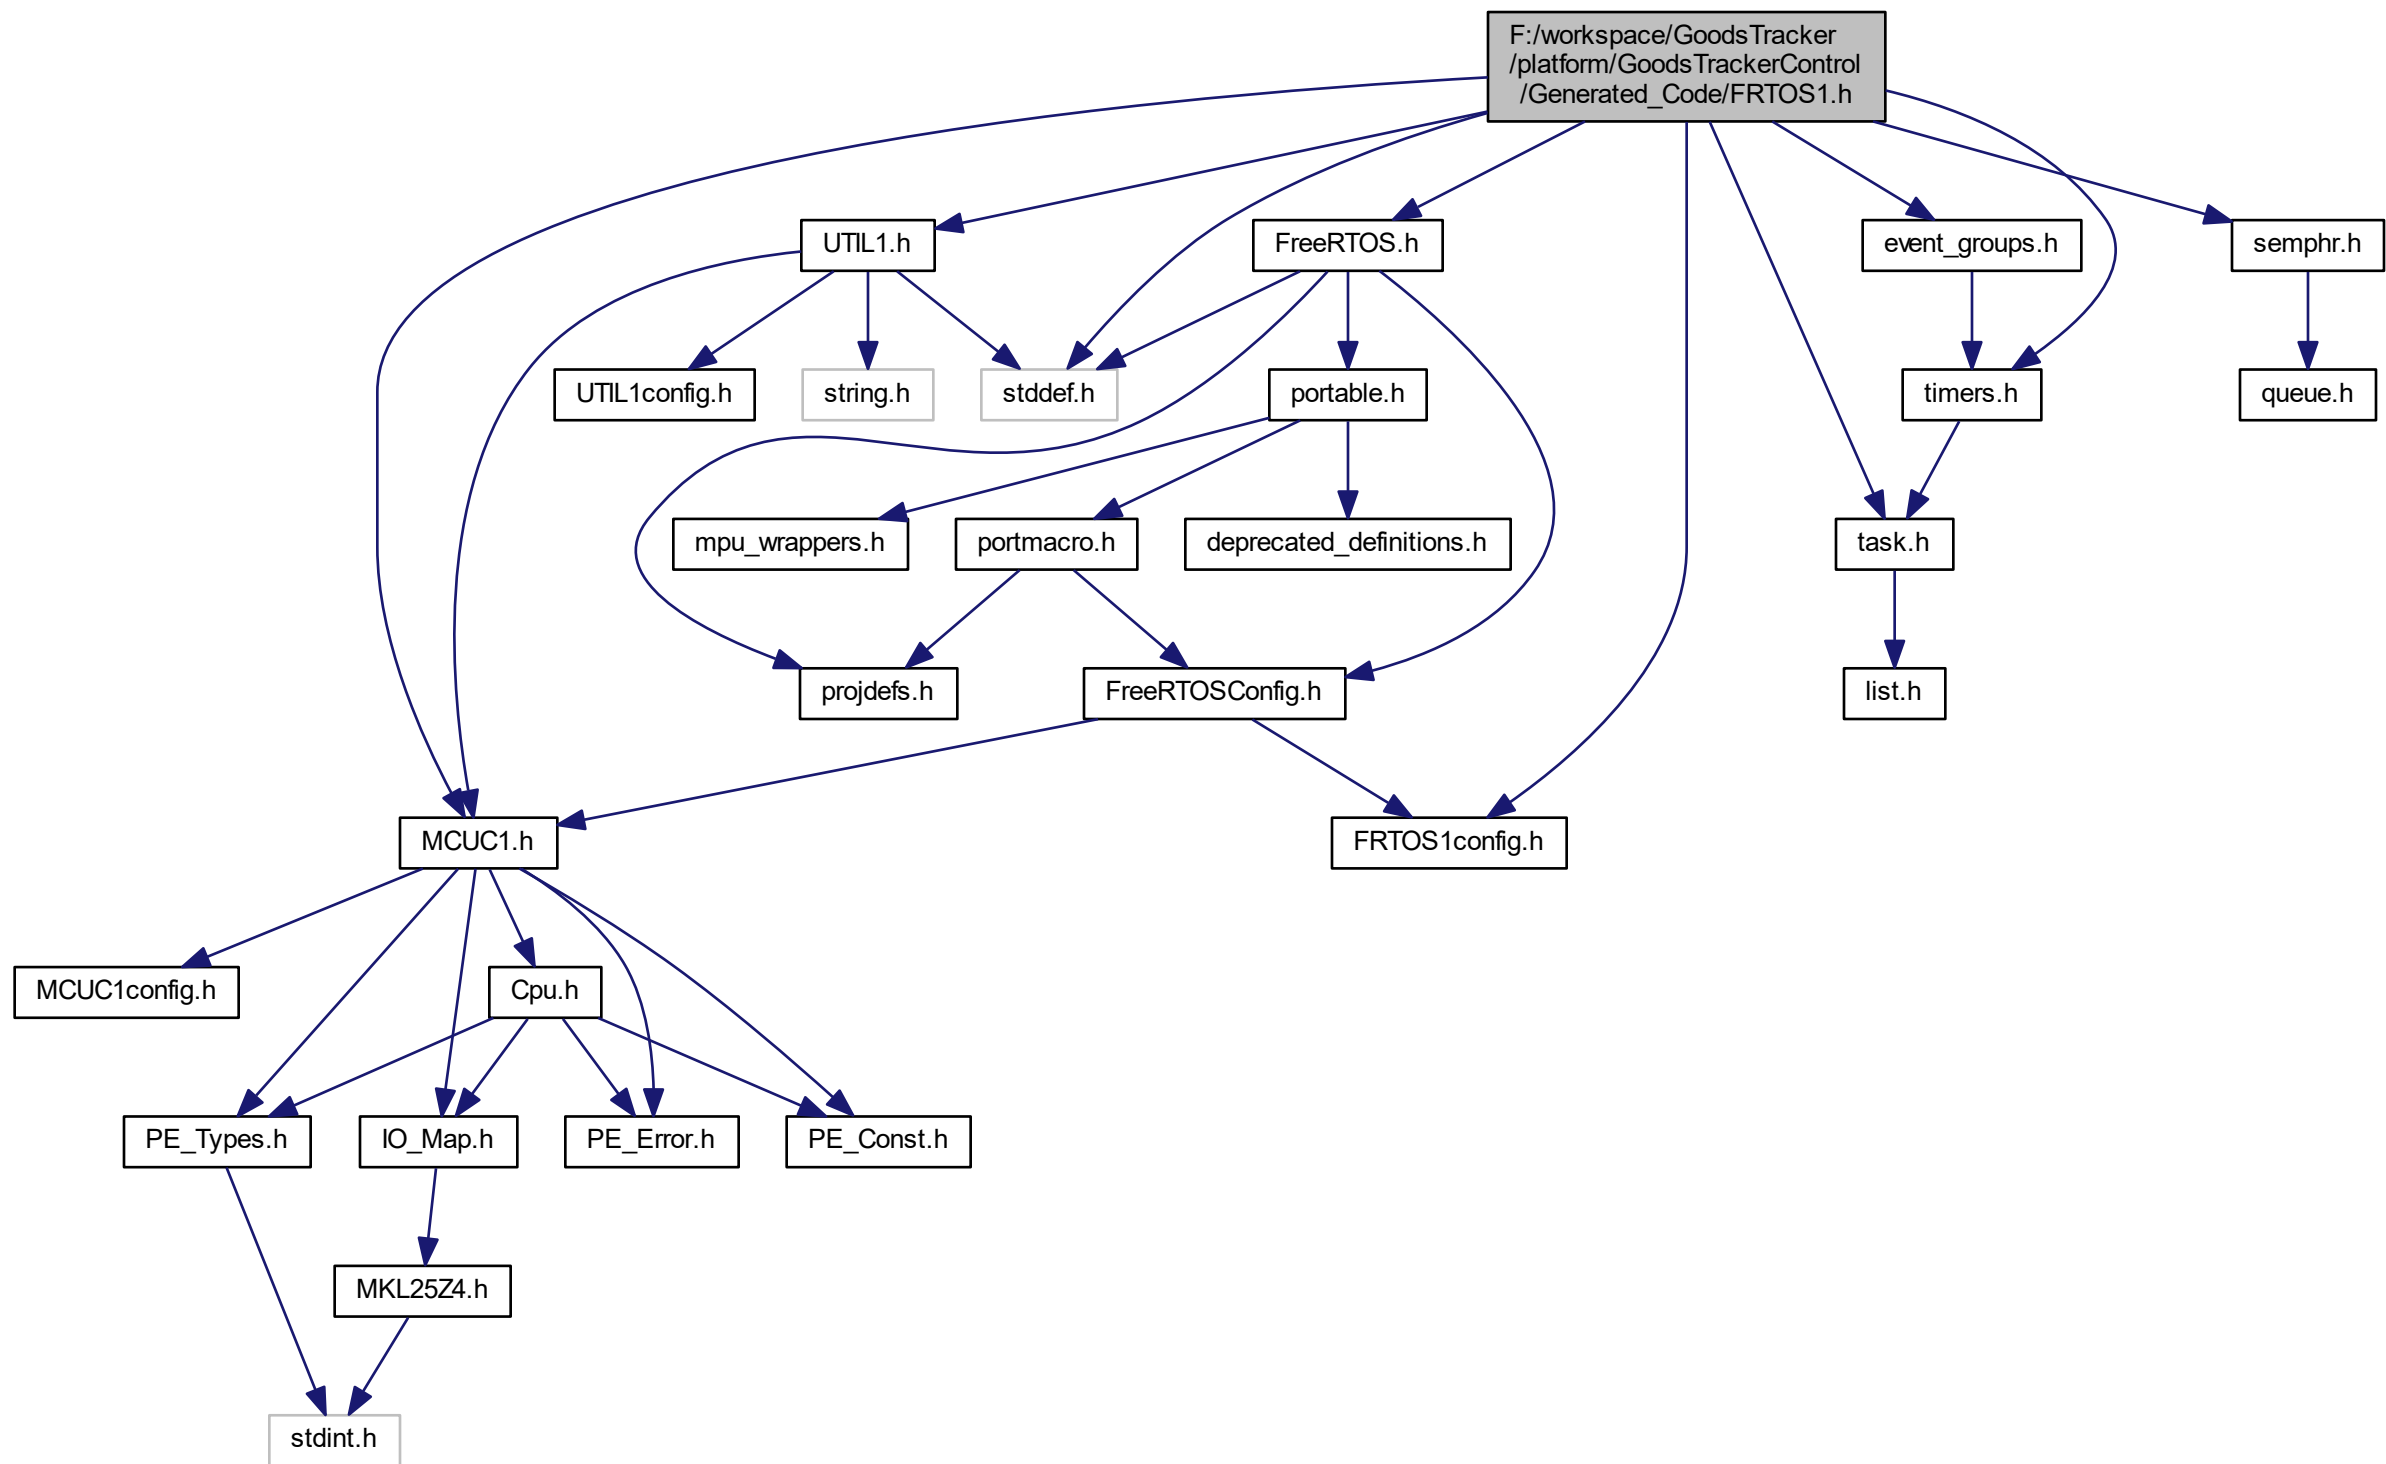 F:/workspace/GoodsTracker
/platform/GoodsTrackerControl
/Generated_Code/FRTOS1.h
UTIL1.h
FreeRTOS.h
event_groups.h
semphr.h
UTIL1config.h
string.h
stddef.h
portable.h
timers.h
queue.h
mpu_wrappers.h
portmacro.h
deprecated_definitions.h
task.h
projdefs.h
FreeRTOSConfig.h
list.h
MCUC1.h
FRTOS1config.h
MCUC1config.h
Cpu.h
PE_Types.h
IO_Map.h
PE_Error.h
PE_Const.h
MKL25Z4.h
stdint.h